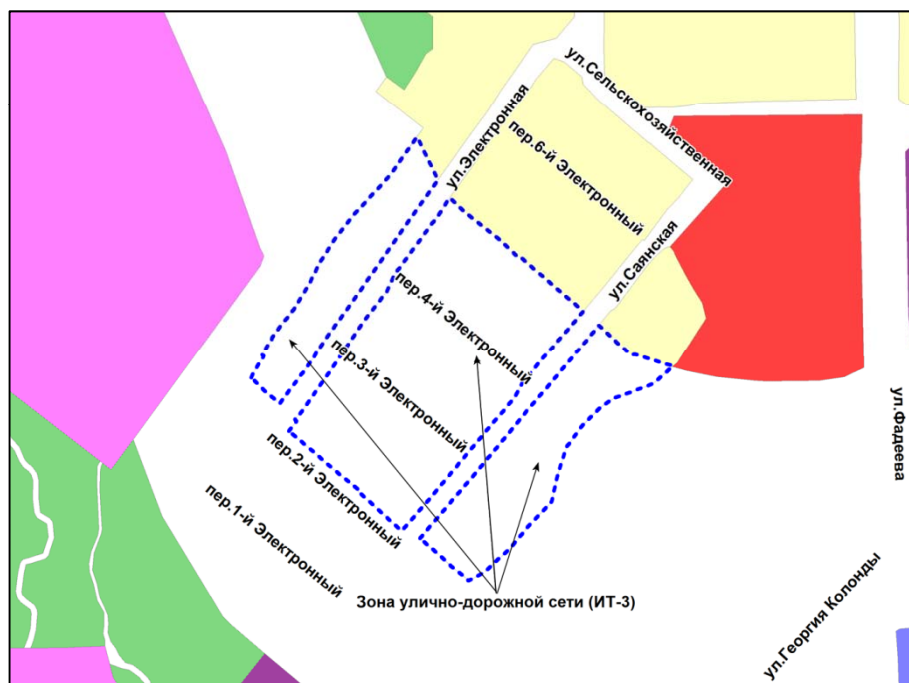 ул.Сельскохозяйственная
ул.Электронная
пер.6-й Электронный
ул.Саянская
пер.4-й Электронный
пер.3-й Электронный
ул.Фадеева
пер.2-й Электронный
пер.1-й Электронный
Зона улично-дорожной сети (ИТ-3)
ул.Георгия Колонды